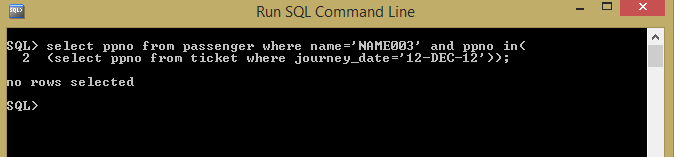 Run SQL Command Line
SQL> select ppno from passenger where name='NAME003' and ppno in(
2 (select ppno from ticket where journey_date='12-DEC-12'));
no rows selected
SQL>